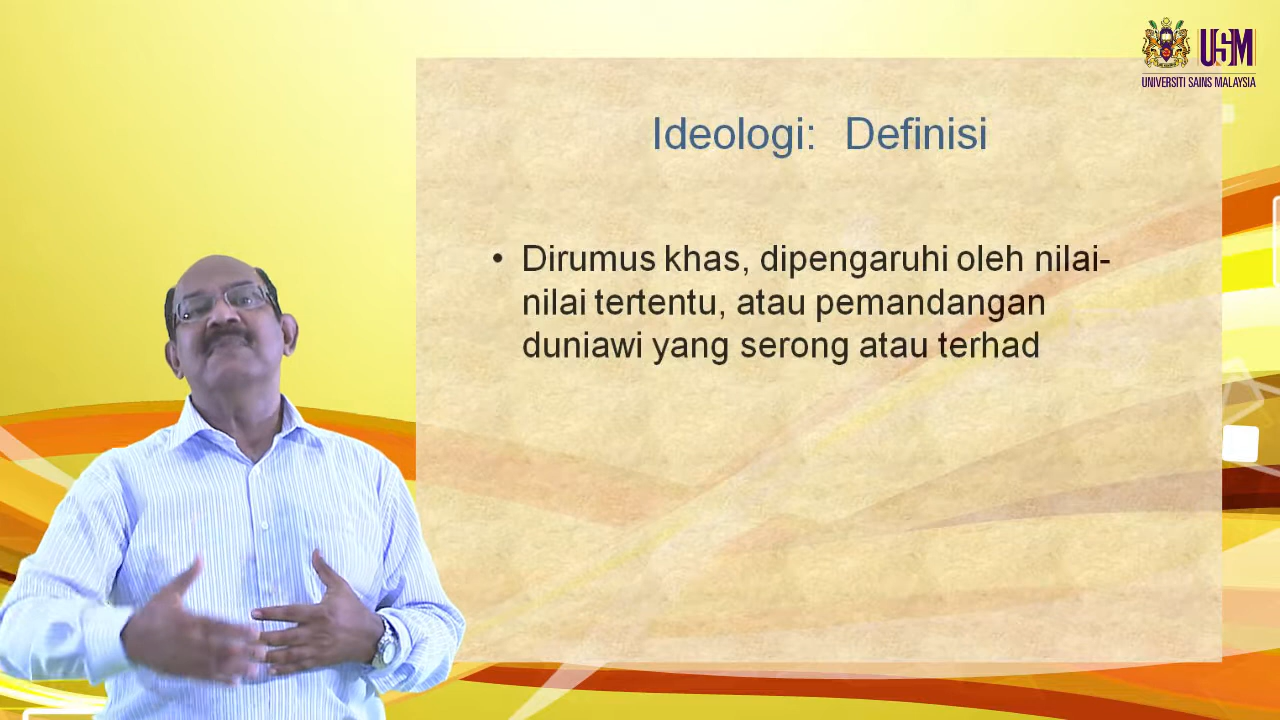 USM
UNIVERSITI SAINS MALAYSIA
Ideologi: Definisi
• Dirumus khas, dipengaruhi oleh nilai-
nilai tertentu, atau pemandangan
duniawi yang serong atau terhad